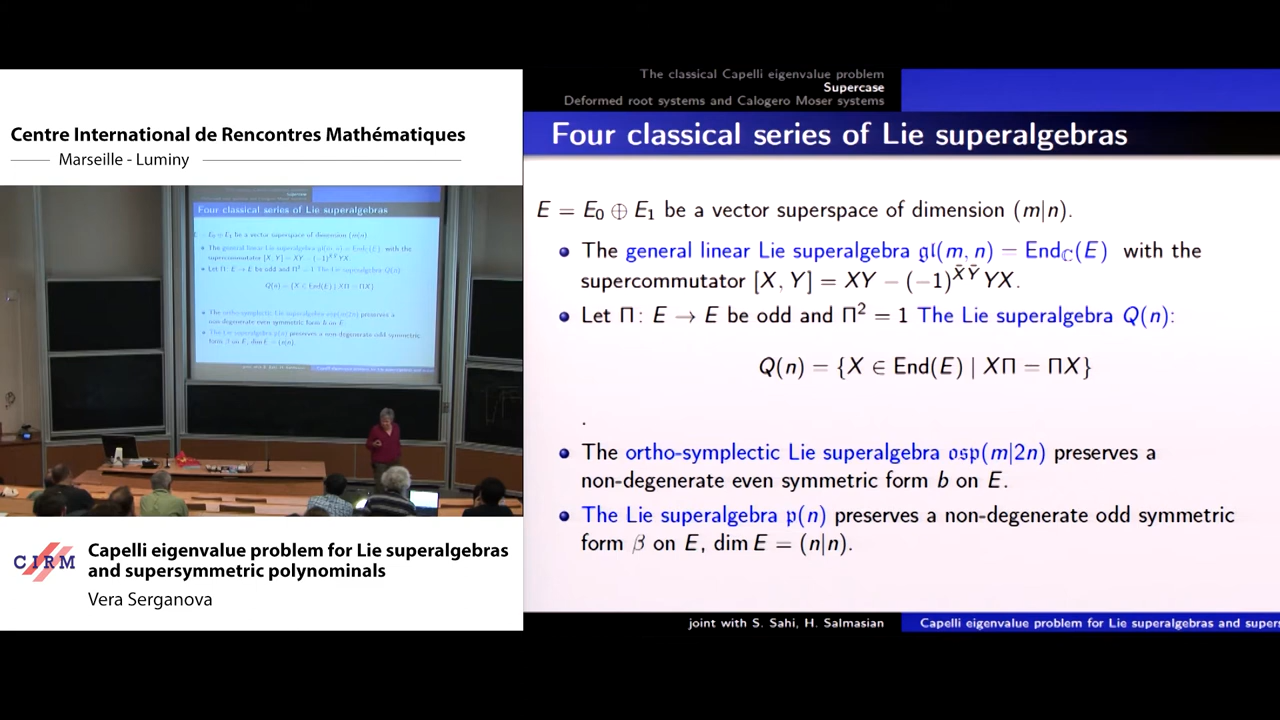 Centre International de Rencontres Mathématiques
Marseille - Luminy
CIRM
Capelli eigenvalue problem for Lie superalgebras
and supersymmetric polynominals
Vera Serganova
The classical Capelli eigenvalue problem
Supercase
Deformed root systems and Calogero Moser systems
Four classical series of Lie superalgebras
E = E₀ ⊕ E₁ be a vector superspace of dimension (m|n).
• The general linear Lie superalgebra 𝔤𝔩(m, n) = End_ℂ(E) with the
supercommutator [X, Y] = XY − (−1)^{X̄Ȳ} YX.
• Let Π: E → E be odd and Π² = 1 The Lie superalgebra Q(n):
Q(n) = {X ∈ End(E) | XΠ − ΠX}
.
• The ortho-symplectic Lie superalgebra 𝔬𝔰𝔭(m|2n) preserves a
non-degenerate even symmetric form b on E.
• The Lie superalgebra 𝔭(n) preserves a non-degenerate odd symmetric
form β on E, dim E = (n|n).
joint with S. Sahi, H. Salmasian
Capelli eigenvalue problem for Lie superalgebras and supers